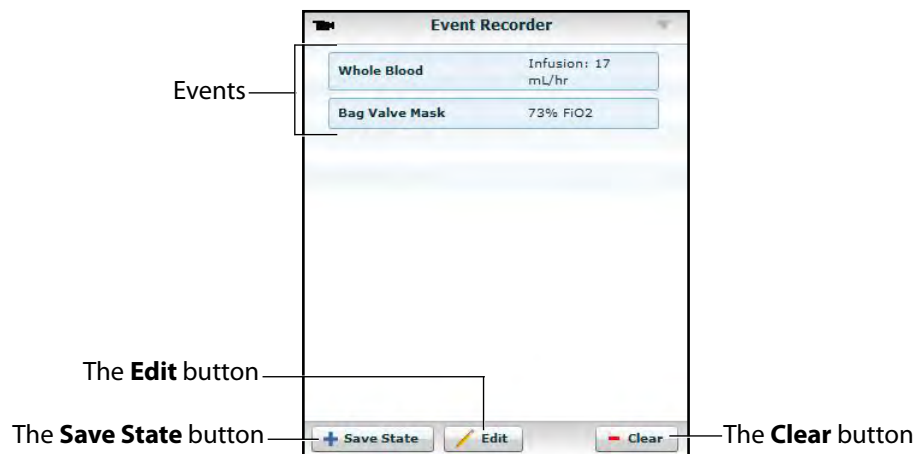 Event Recorder
Events
Whole Blood
Infusion: 17
mL/hr
Bag Valve Mask
73% FiO2
The Edit button
The Save State button
Save State
Edit
Clear
The Clear button